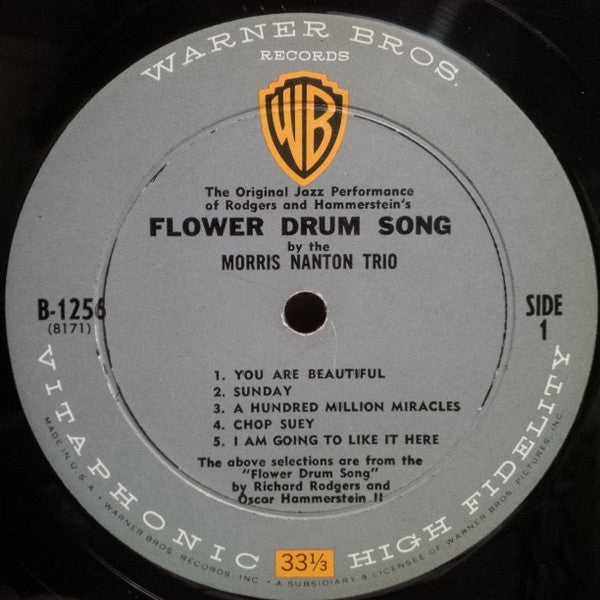 WARNER BROS.
RECORDS
WB
The Original Jazz Performance
of Rodgers and Hammerstein's
FLOWER DRUM SONG
by the
MORRIS NANTON TRIO
B-1256
(8171)
SIDE
1
1. YOU ARE BEAUTIFUL
2. SUNDAY
3. A HUNDRED MILLION MIRACLES
4. CHOP SUEY
5. I AM GOING TO LIKE IT HERE
The above selections are from the
"Flower Drum Song"
by Richard Rodgers and
Oscar Hammerstein II
VITAPHONIC HIGH FIDELITY
33⅓
MADE IN U.S.A. • WARNER BROS. RECORDS, INC. • A SUBSIDIARY & LICENSEE OF WARNER BROS. PICTURES, INC.